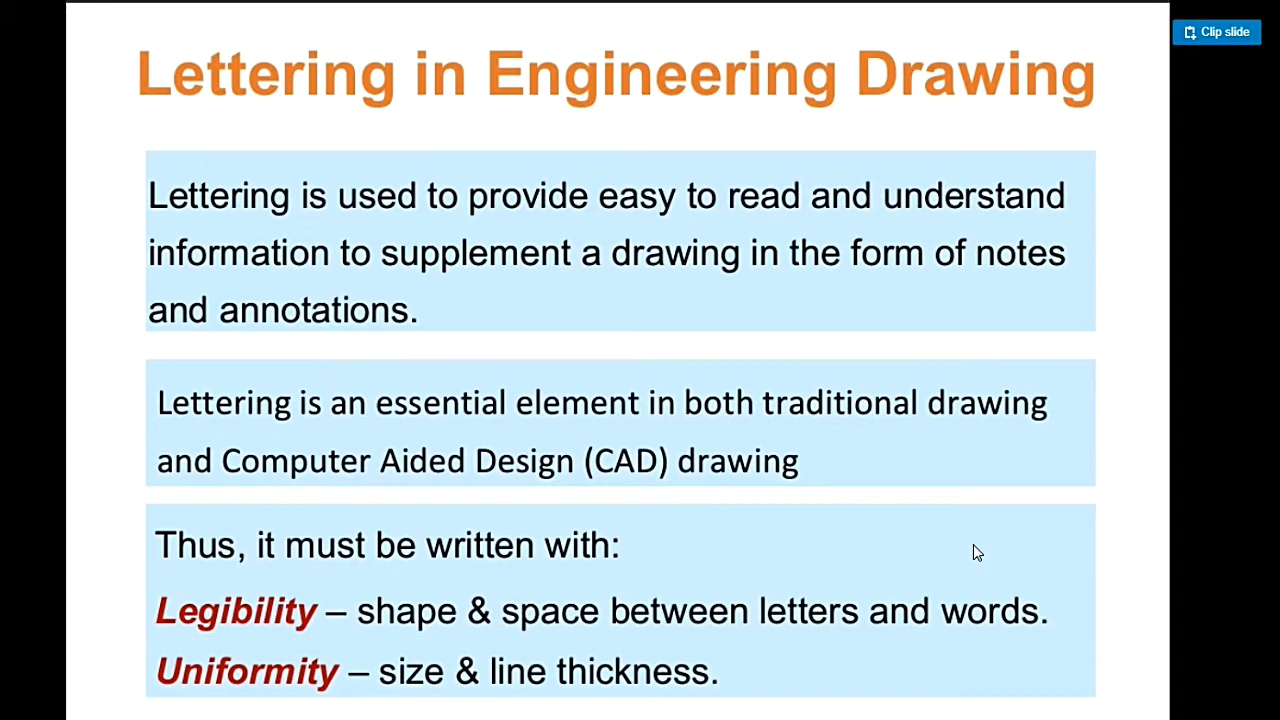 Clip slide
Lettering in Engineering Drawing
Lettering is used to provide easy to read and understand
information to supplement a drawing in the form of notes
and annotations.
Lettering is an essential element in both traditional drawing
and Computer Aided Design (CAD) drawing
Thus, it must be written with:
Legibility – shape & space between letters and words.
Uniformity – size & line thickness.